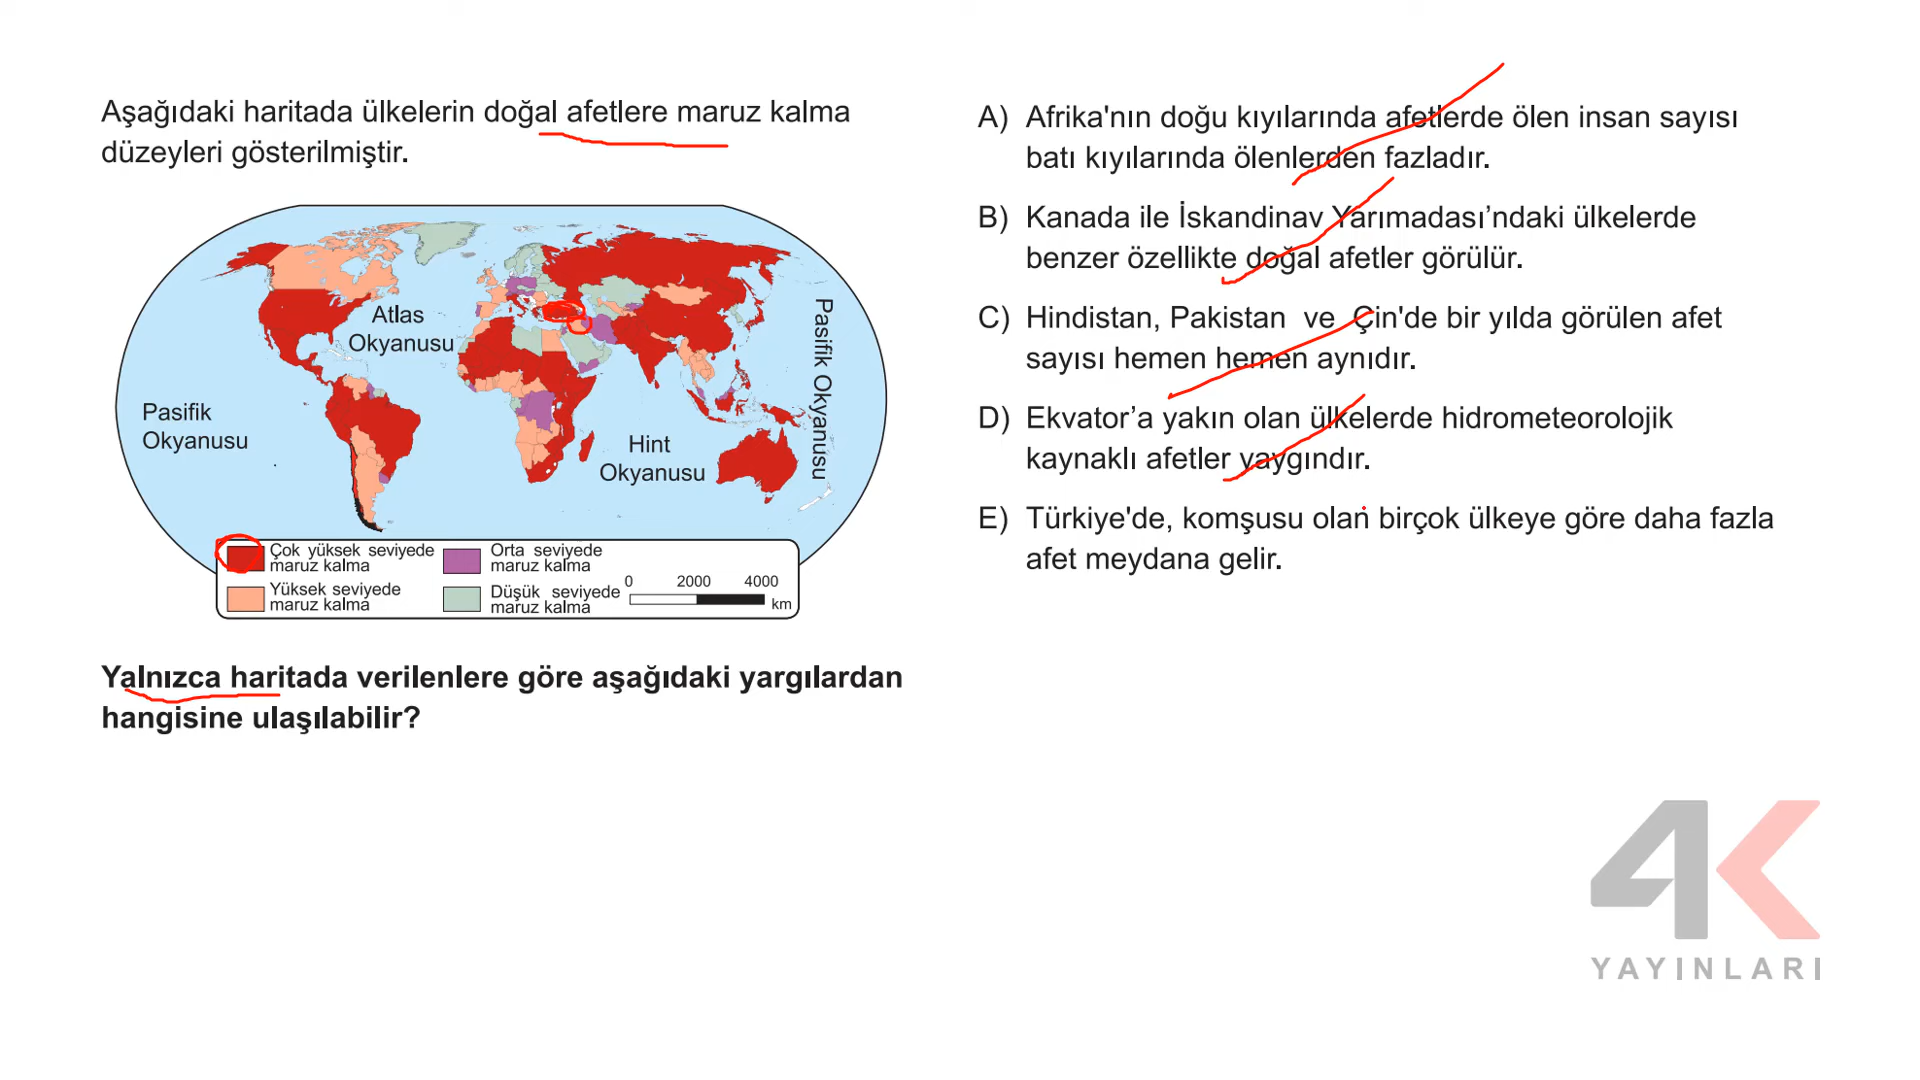 Aşağıdaki haritada ülkelerin doğal afetlere maruz kalma
düzeyleri gösterilmiştir.
Atlas
Okyanusu
Pasifik
Okyanusu
Hint
Okyanusu
Pasifik Okyanusu
Çok yüksek seviyede
maruz kalma
Yüksek seviyede
maruz kalma
Orta seviyede
maruz kalma
Düşük seviyede
maruz kalma
0 2000 4000
km
Yalnızca haritada verilenlere göre aşağıdaki yargılardan
hangisine ulaşılabilir?
A) Afrika'nın doğu kıyılarında afetlerde ölen insan sayısı
batı kıyılarında ölenlerden fazladır.
B) Kanada ile İskandinav Yarımadası’ndaki ülkelerde
benzer özellikte doğal afetler görülür.
C) Hindistan, Pakistan ve Çin'de bir yılda görülen afet
sayısı hemen hemen aynıdır.
D) Ekvator’a yakın olan ülkelerde hidrometeorolojik
kaynaklı afetler yaygındır.
E) Türkiye'de, komşusu olan birçok ülkeye göre daha fazla
afet meydana gelir.
4K
YAYINLARI